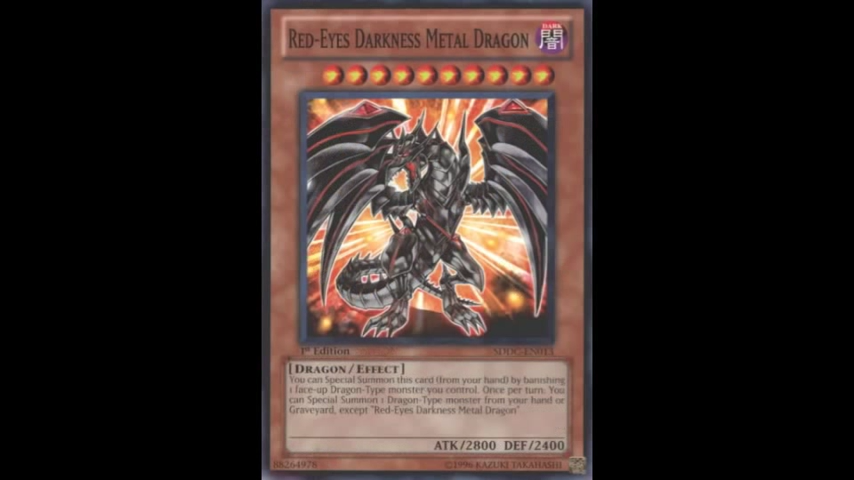 Red-Eyes Darkness Metal Dragon
DARK
闇
1st Edition
SDDC-EN013
[Dragon/Effect]
You can Special Summon this card (from your hand) by banishing
1 face-up Dragon-Type monster you control. Once per turn: You
can Special Summon 1 Dragon-Type monster from your hand or
Graveyard, except "Red-Eyes Darkness Metal Dragon"
ATK/2800 DEF/2400
88264978
©1996 KAZUKI TAKAHASHI